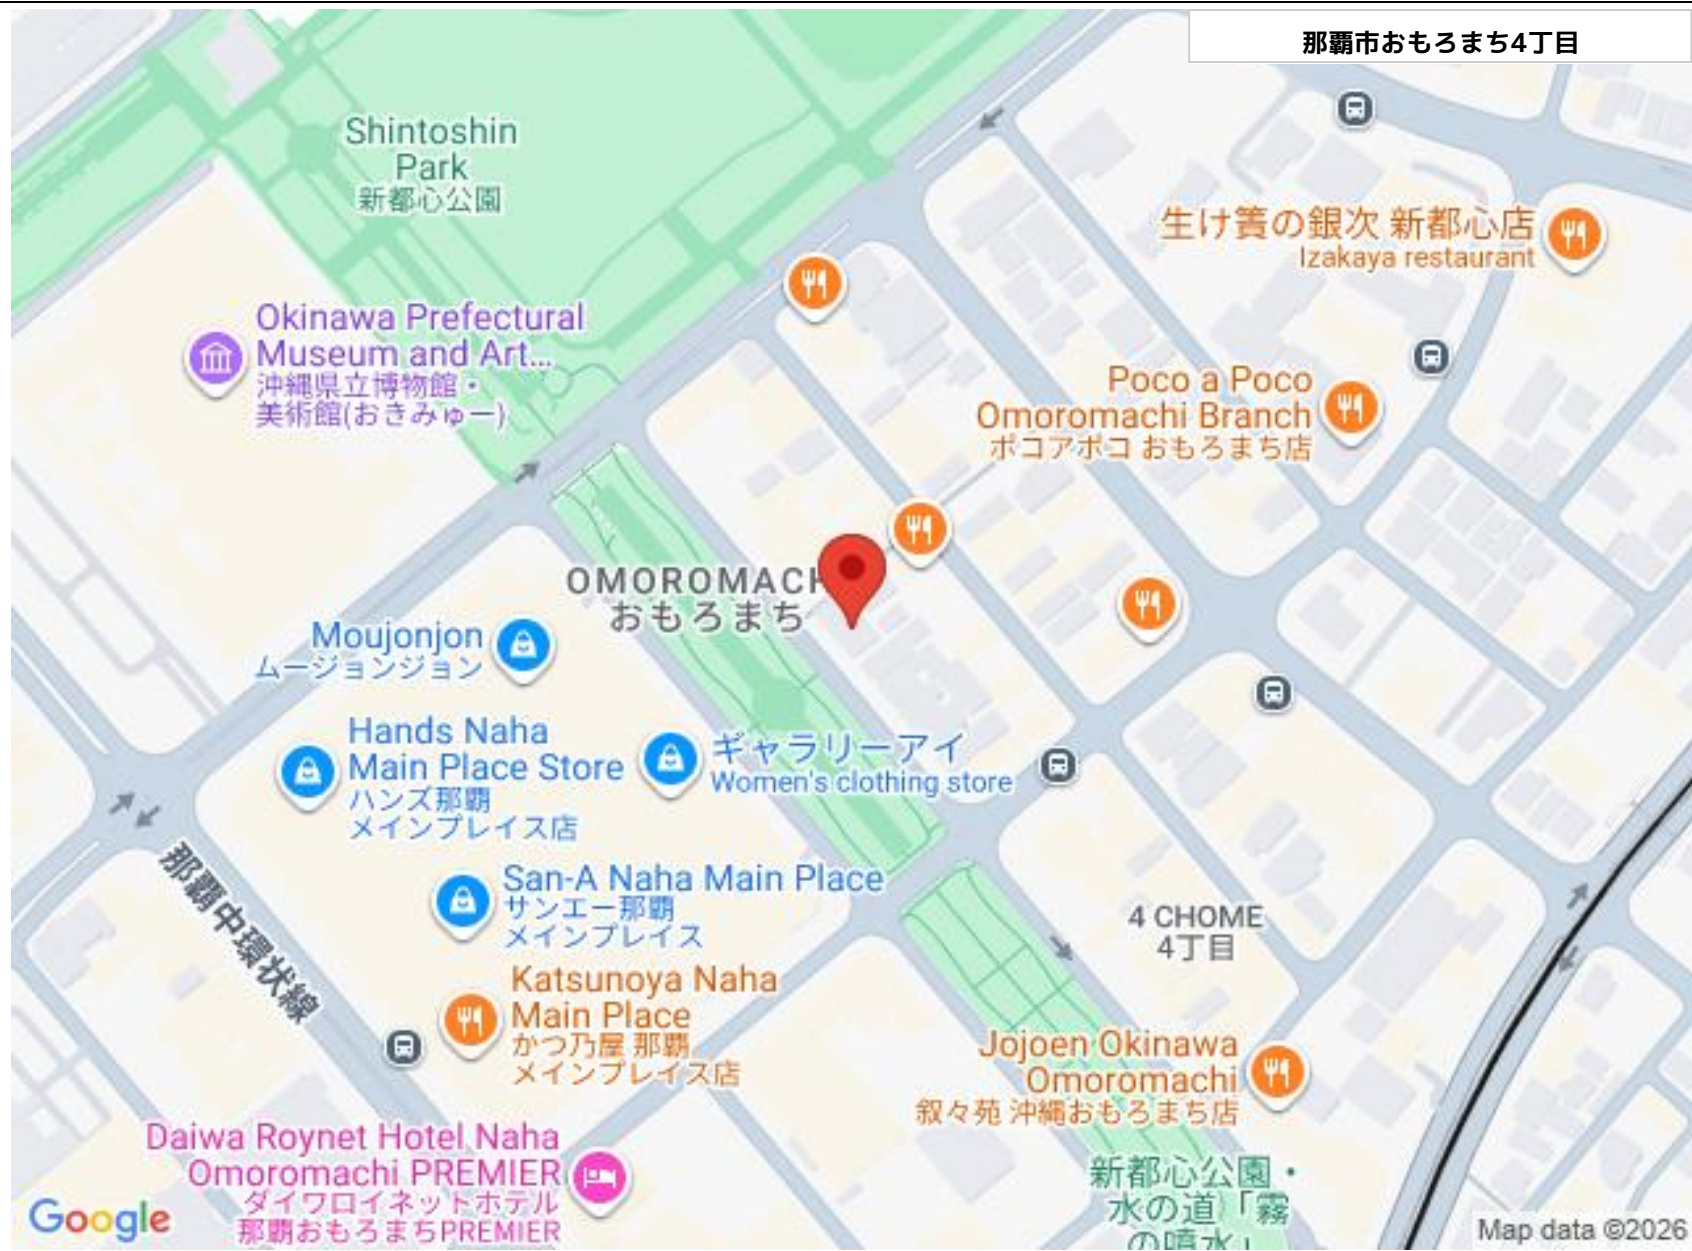 那覇市おもろまち4丁目
Shintoshin
Park
新都心公園
生け簀の銀次 新都心店
Izakaya restaurant
Okinawa Prefectural
Museum and Art...
沖縄県立博物館・
美術館(おきみゅー)
Poco a Poco
Omoromachi Branch
ポコアポコ おもろまち店
OMOROMACH
おもろまち
Moujonjon
ムージョンジョン
Hands Naha
Main Place Store
ハンズ那覇
メインプレイス店
ギャラリーアイ
Women's clothing store
那覇中環状線
San-A Naha Main Place
サンエー那覇
メインプレイス
4 CHOME
4丁目
Katsunoya Naha
Main Place
かつ乃屋 那覇
メインプレイス店
Jojoen Okinawa
Omoromachi
叙々苑 沖縄おもろまち店
Daiwa Roynet Hotel Naha
Omoromachi PREMIER
ダイワロイネットホテル
那覇おもろまちPREMIER
新都心公園・
水の道「霧
の噴水」
Google
Map data ©2026